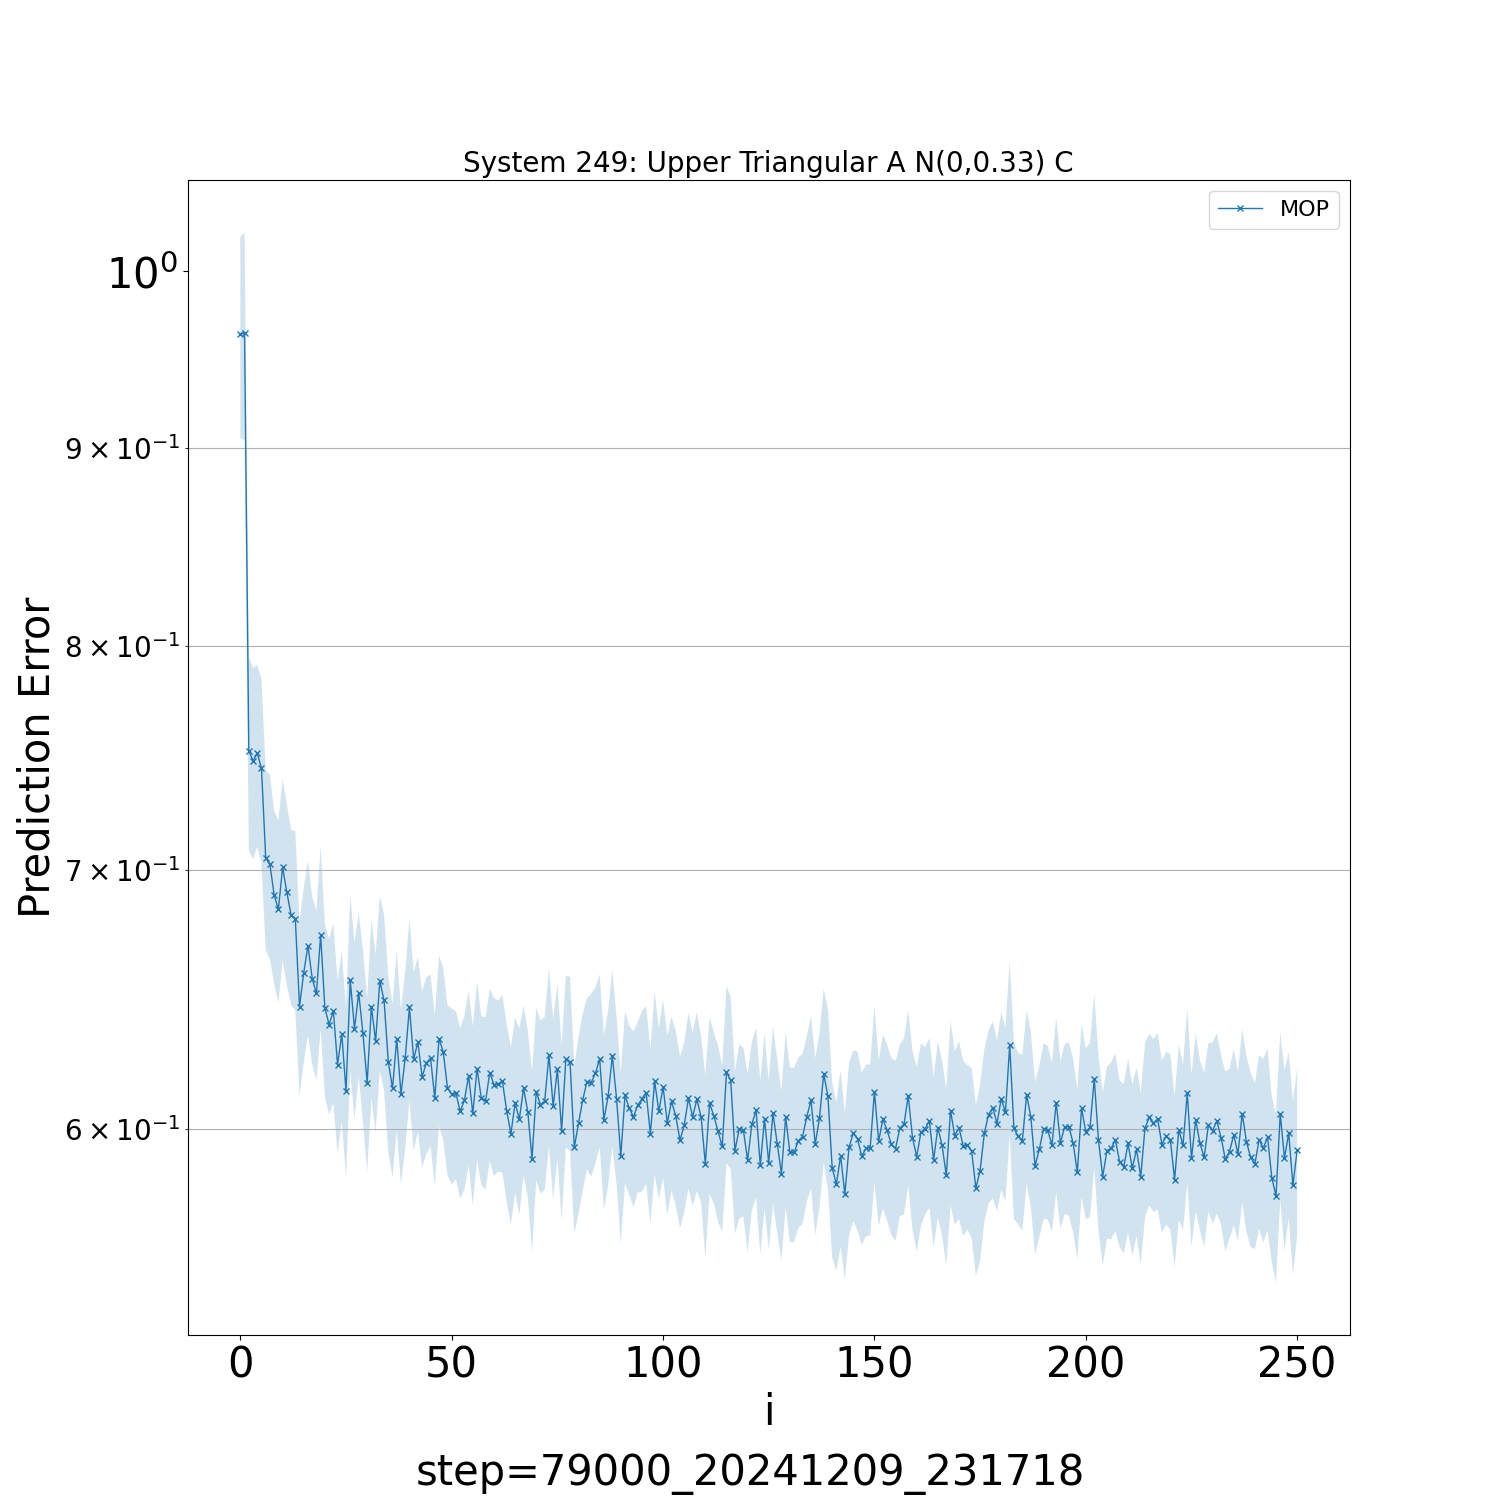 System 249: Upper Triangular A N(0,0.33) C
MOP
10⁰
9 × 10⁻¹
8 × 10⁻¹
7 × 10⁻¹
6 × 10⁻¹
Prediction Error
0 50 100 150 200 250
i
step=79000_20241209_231718